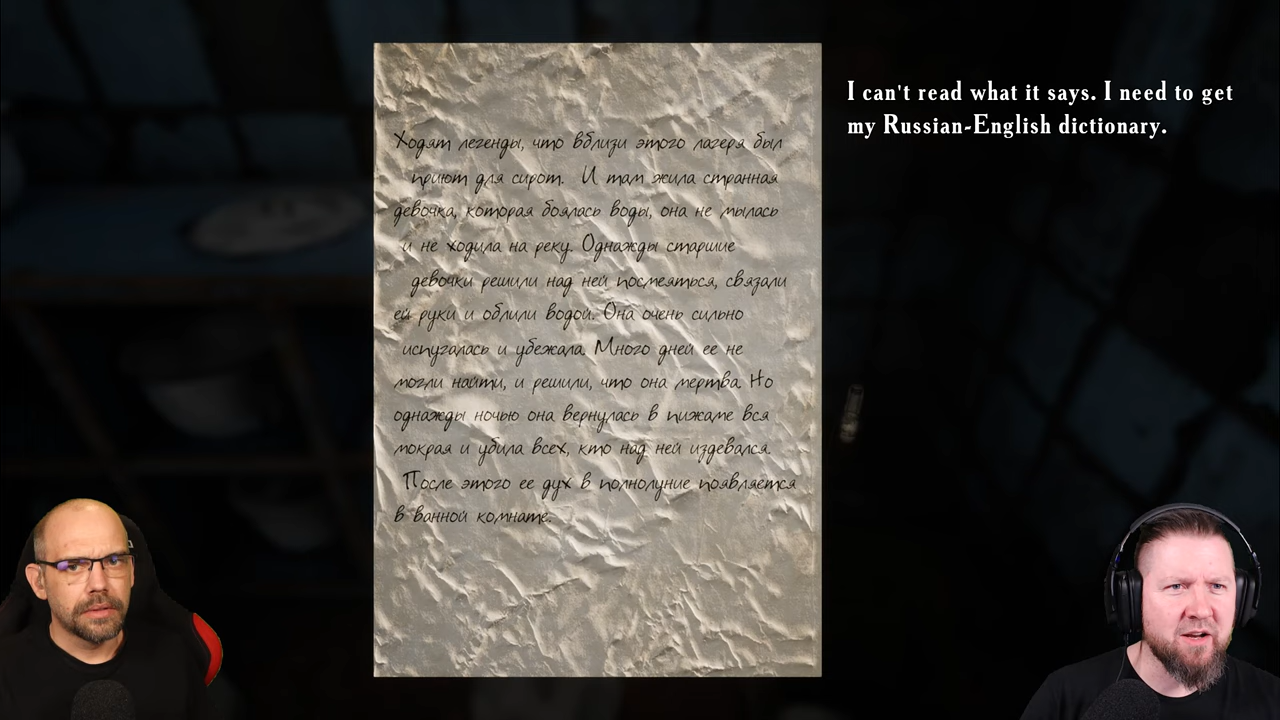 Ходят легенды, что вблизи этого лагеря был
приют для сирот. И там жила странная
девочка, которая боялась воды, она не мылась
и не ходила на реку. Однажды старшие
девочки решили над ней посмеяться, связали
ей руки и облили водой. Она очень сильно
испугалась и убежала. Много дней ее не
могли найти, и решили, что она мертва. Но
однажды ночью она вернулась в пижаме вся
мокрая и убила всех, кто над ней издевался.
После этого ее дух в полнолуние появляется
в ванной комнате.
I can't read what it says. I need to get
my Russian-English dictionary.